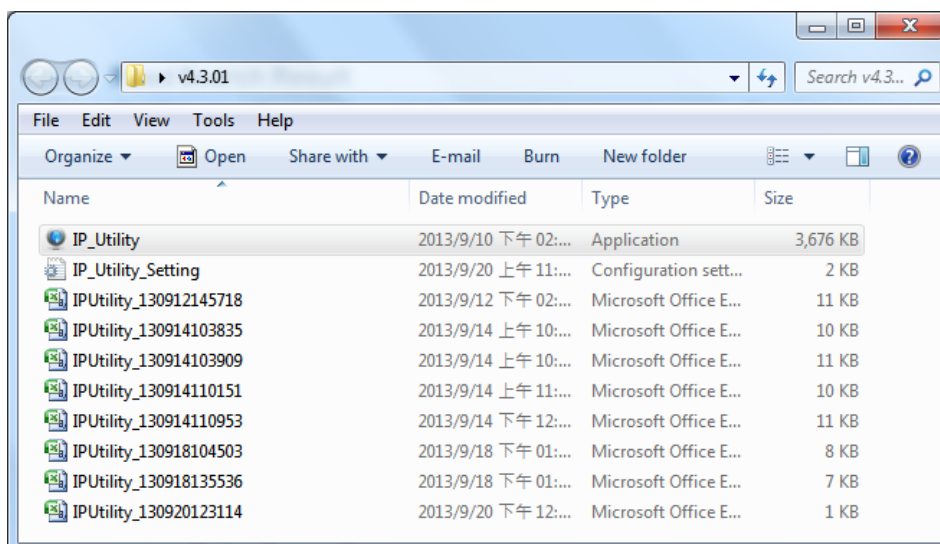 v4.3.01
Search v4.3...
File Edit View Tools Help
Organize Open Share with E-mail Burn New folder
Name Date modified Type Size
IP_Utility 2013/9/10 下午 02:... Application 3,676 KB
IP_Utility_Setting 2013/9/20 上午 11:... Configuration sett... 2 KB
IPUtility_130912145718 2013/9/12 下午 02:... Microsoft Office E... 11 KB
IPUtility_130914103835 2013/9/14 上午 10:... Microsoft Office E... 10 KB
IPUtility_130914103909 2013/9/14 上午 10:... Microsoft Office E... 11 KB
IPUtility_130914110151 2013/9/14 上午 11:... Microsoft Office E... 10 KB
IPUtility_130914110953 2013/9/14 下午 12:... Microsoft Office E... 11 KB
IPUtility_130918104503 2013/9/18 下午 01:... Microsoft Office E... 8 KB
IPUtility_130918135536 2013/9/18 下午 01:... Microsoft Office E... 7 KB
IPUtility_130920123114 2013/9/20 下午 12:... Microsoft Office E... 1 KB